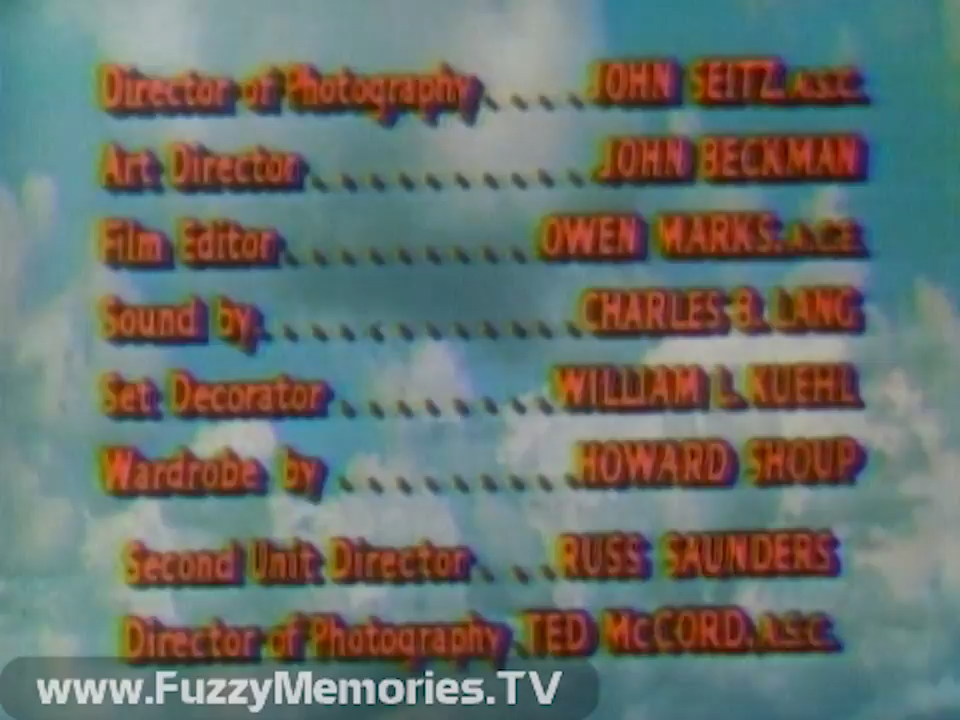 Director of Photography.....JOHN SEITZ, A.S.C.
Art Director..........JOHN BECKMAN
Film Editor.........OWEN MARKS, A.C.E.
Sound by............CHARLES B. LANG
Set Decorator........WILLIAM L. KUEHL
Wardrobe by.........HOWARD SHOUP
Second Unit Director...RUSS SAUNDERS
Director of Photography.TED McCORD, A.S.C.
www.FuzzyMemories.TV